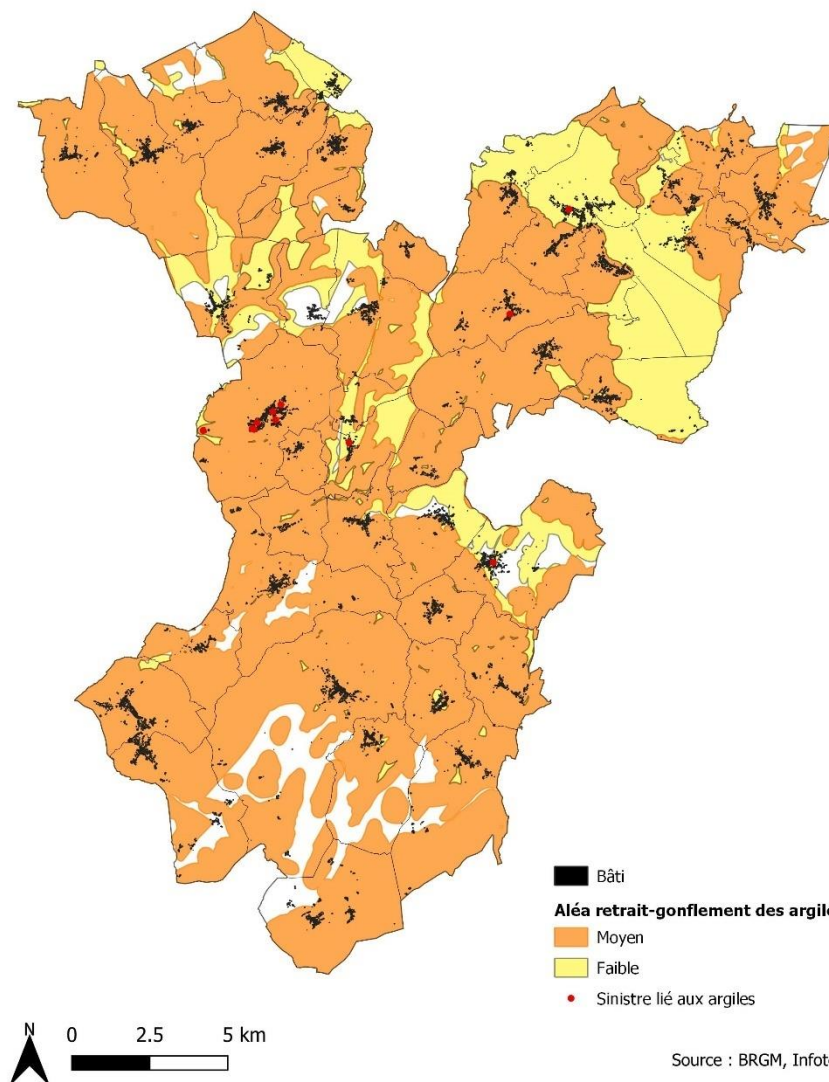 Bâti
Aléa retrait-gonflement des argile
Moyen
Faible
Sinistre lié aux argiles
N
0 2.5 5 km
Source : BRGM, Infot